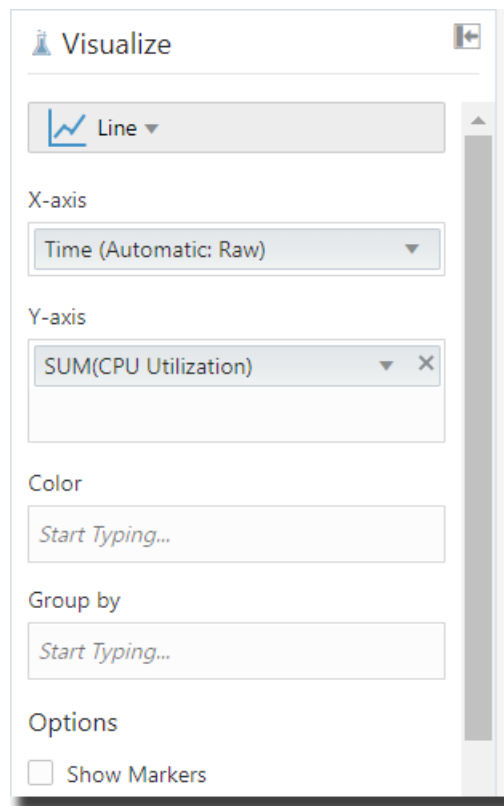 Visualize
Line
X-axis
Time (Automatic: Raw)
Y-axis
SUM(CPU Utilization)
Color
Start Typing...
Group by
Start Typing...
Options
Show Markers